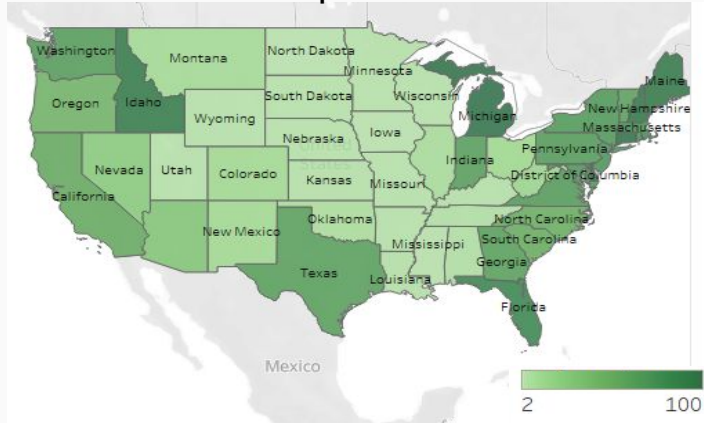 Washington
Montana
North Dakota
Minnesota
Maine
Oregon
Idaho
South Dakota
Wisconsin
Michigan
New Hampshire
Massachusetts
Wyoming
Nebraska
Iowa
Pennsylvania
United
States
Indiana
Nevada
Utah
Colorado
Kansas
Missouri
District of Columbia
California
New Mexico
Oklahoma
North Carolina
Mississippi
South Carolina
Texas
Louisiana
Georgia
Florida
Mexico
2
100